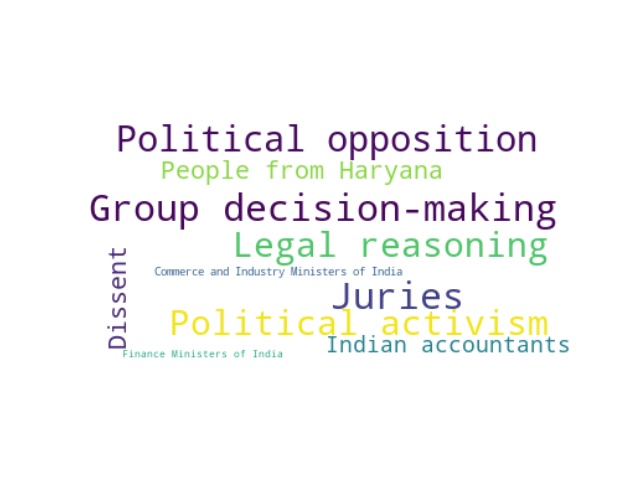 Political opposition
People from Haryana
Group decision-making
Legal reasoning
Dissent
Commerce and Industry Ministers of India
Juries
Political activism
Indian accountants
Finance Ministers of India